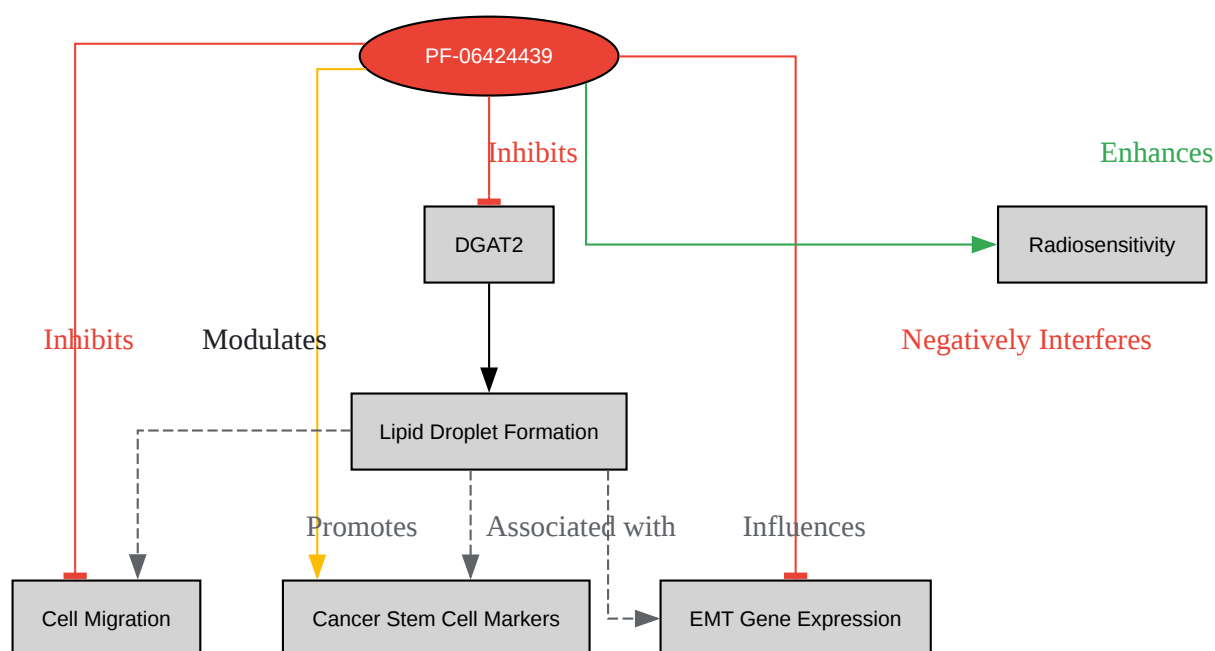 PF-06424439
Inhibits
Enhances
DGAT2
Radiosensitivity
Inhibits
Modulates
Negatively Interferes
Lipid Droplet Formation
Promotes
Associated with
Influences
Cell Migration
Cancer Stem Cell Markers
EMT Gene Expression